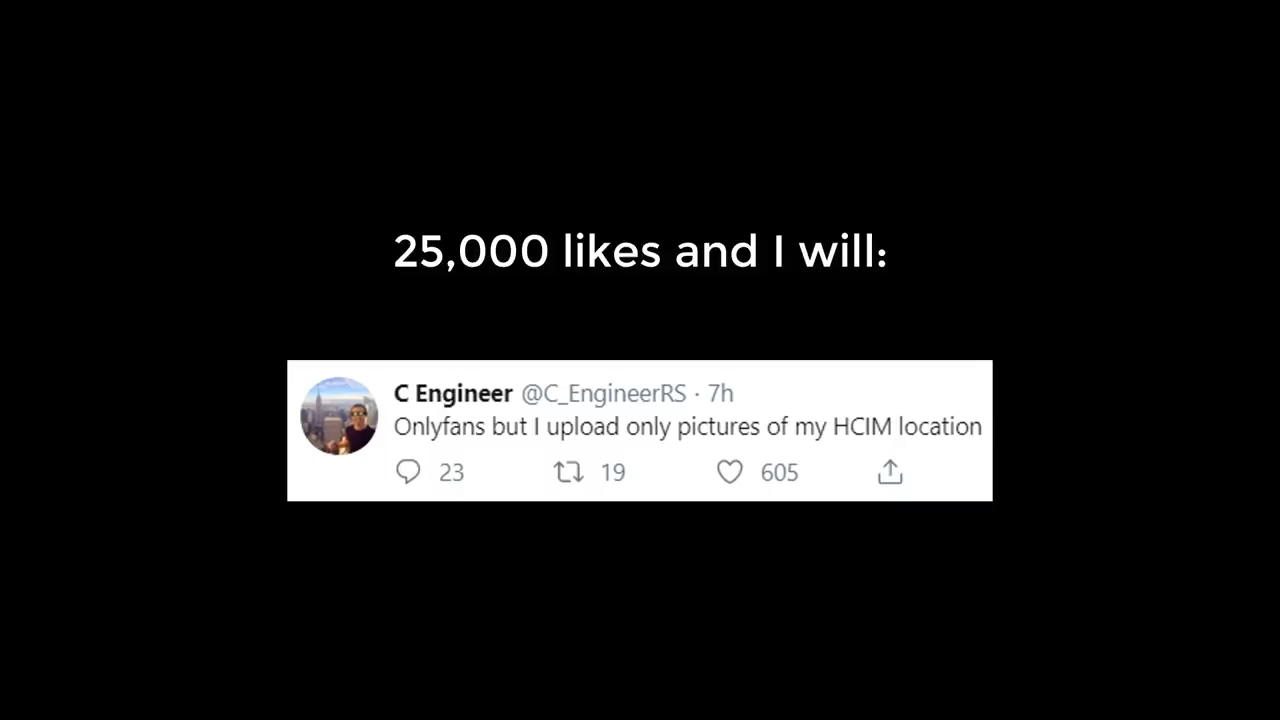 25,000 likes and I will:
C Engineer @C_EngineerRS · 7h
Onlyfans but I upload only pictures of my HCIM location
23 19 605